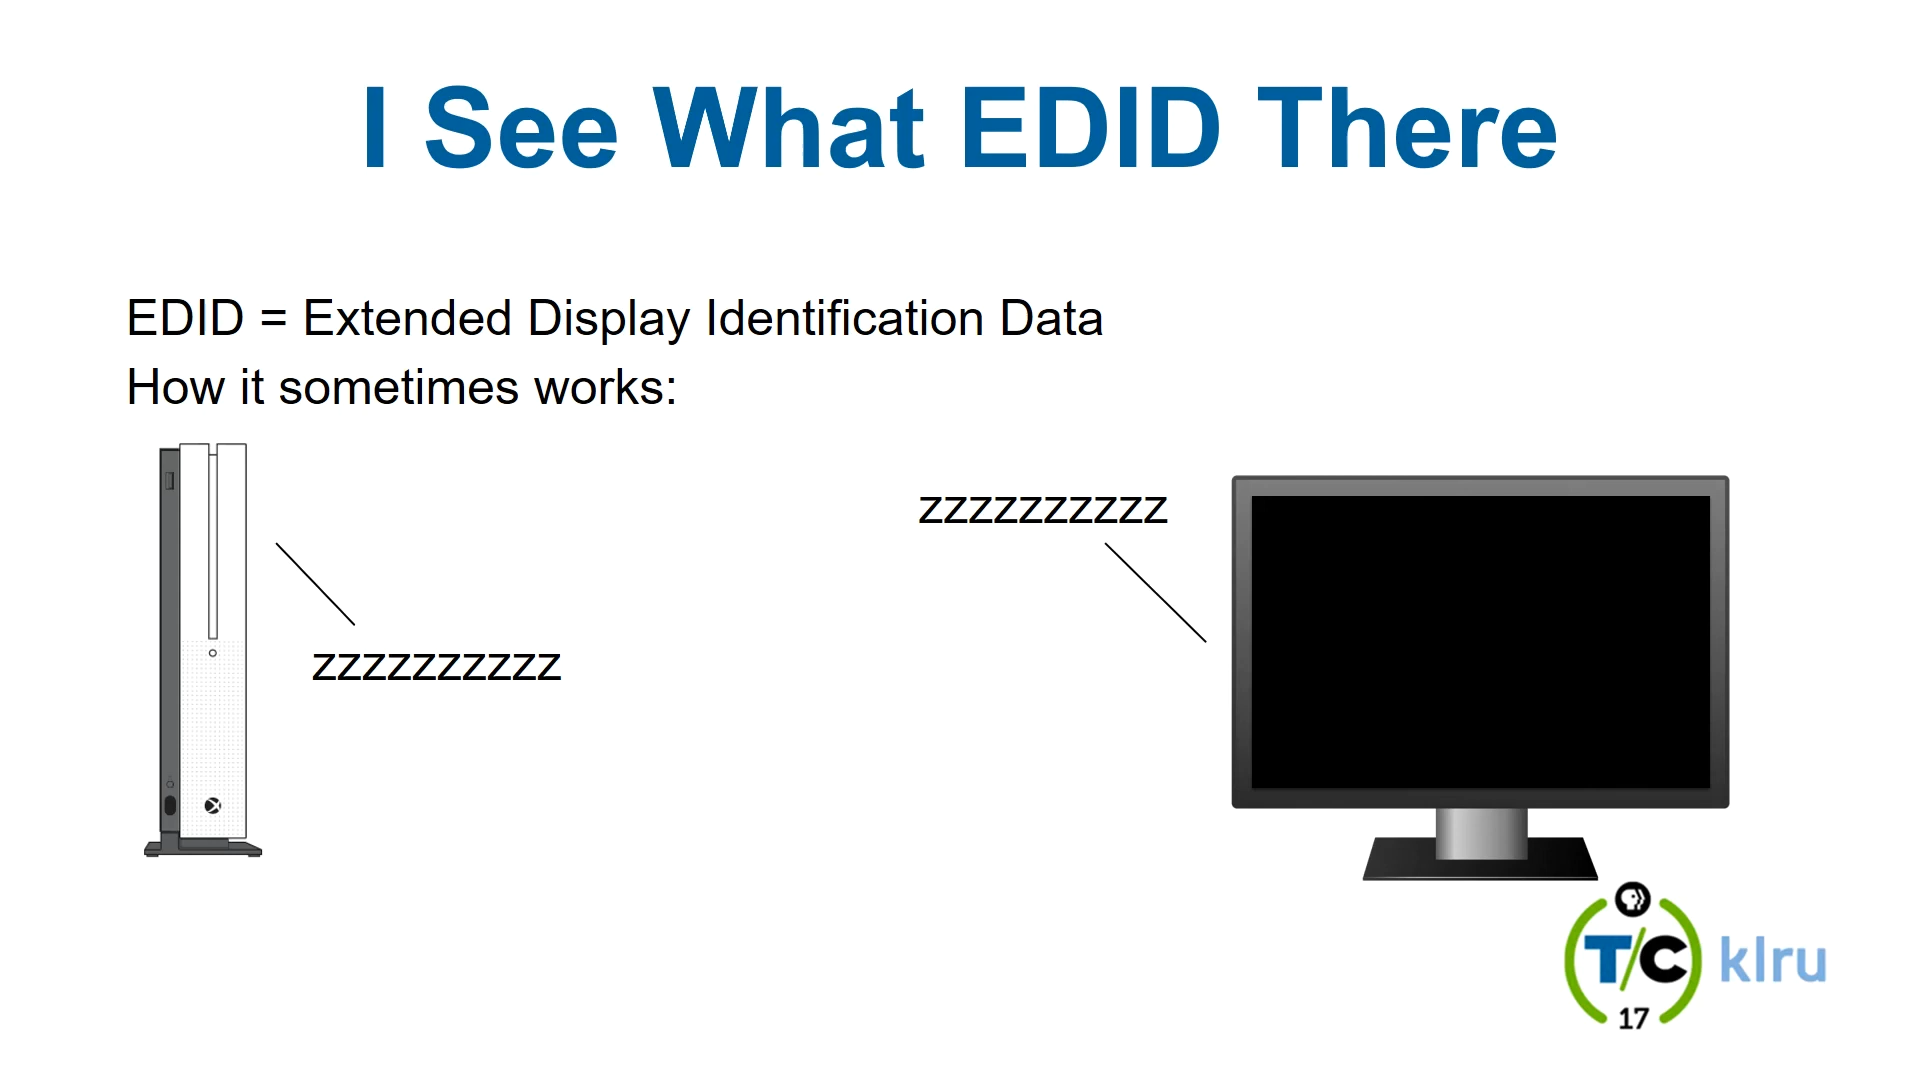 I See What EDID There
EDID = Extended Display Identification Data
How it sometimes works:
zzzzzzzzzz
zzzzzzzzzz
T/C klru
17